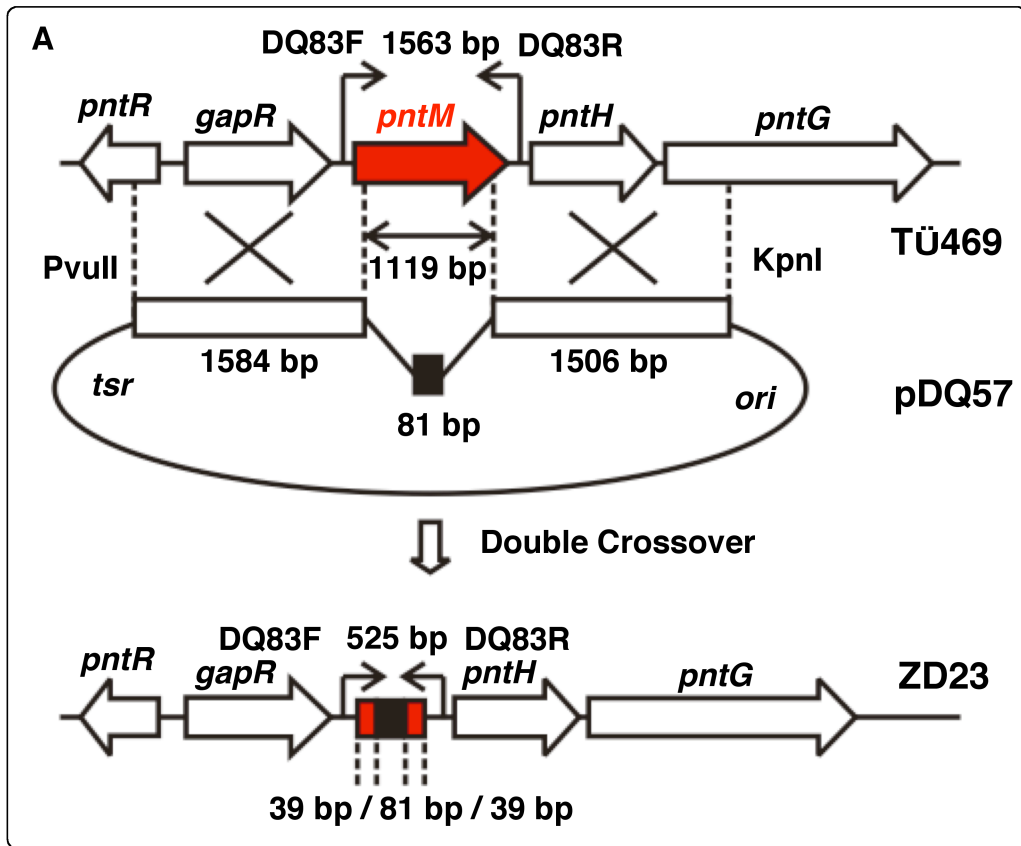 A
DQ83F 1563 bp DQ83R
pntR gapR pntM pntH pntG
TÜ469
PvuII 1119 bp KpnI
1584 bp 1506 bp
tsr ori pDQ57
81 bp
Double Crossover
DQ83F 525 bp DQ83R
pntR gapR pntH pntG ZD23
39 bp / 81 bp / 39 bp